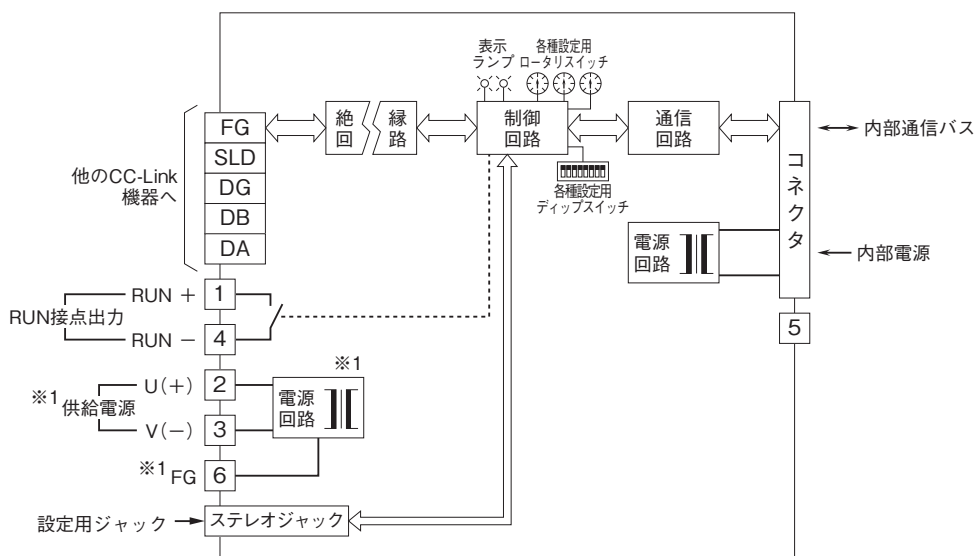 表示
ランプ
各種設定用
ロータリスイッチ
FG
SLD
DG
DB
DA
他のCC-Link
機器へ
絶
回
縁
路
制御
回路
通信
回路
コネクタ
内部通信バス
各種設定用
ディップスイッチ
電源
回路
内部電源
RUN +
1
RUN接点出力
RUN −
4
5
※1
U(+)
2
※1 供給電源
電源
回路
V(−)
3
※1 FG
6
設定用ジャック
ステレオジャック